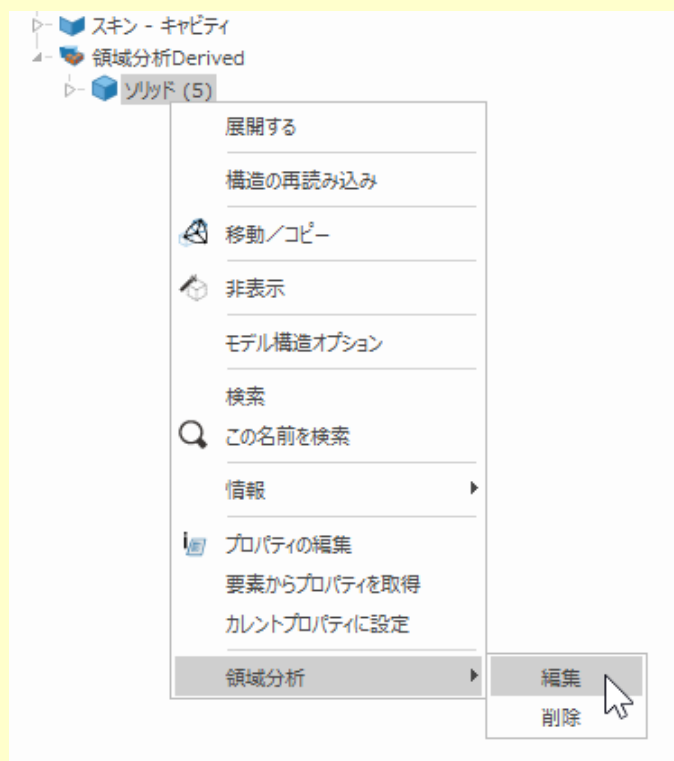 スキン - キャビティ
領域分析Derived
ソリッド (5)
展開する
構造の再読み込み
移動／コピー
非表示
モデル構造オプション
検索
この名前を検索
情報
プロパティの編集
要素からプロパティを取得
カレントプロパティに設定
領域分析
編集
削除